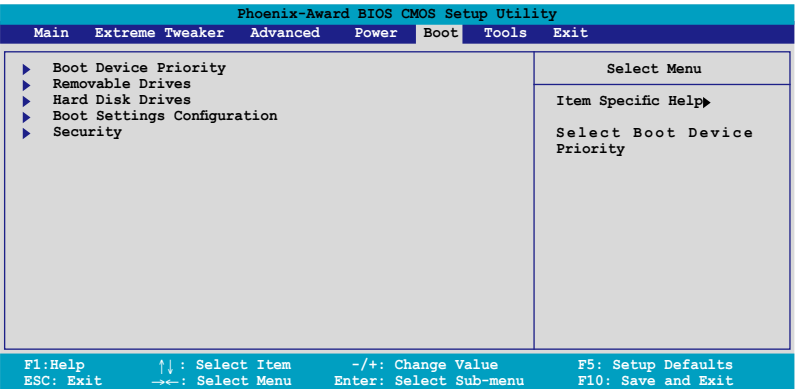 Phoenix-Award BIOS CMOS Setup Utility
Main Extreme Tweaker Advanced Power Boot Tools Exit
Boot Device Priority
Removable Drives
Hard Disk Drives
Boot Settings Configuration
Security
Select Menu
Item Specific Help
Select Boot Device
Priority
F1:Help ↑↓: Select Item -/+: Change Value F5: Setup Defaults
ESC: Exit →←: Select Menu Enter: Select Sub-menu F10: Save and Exit